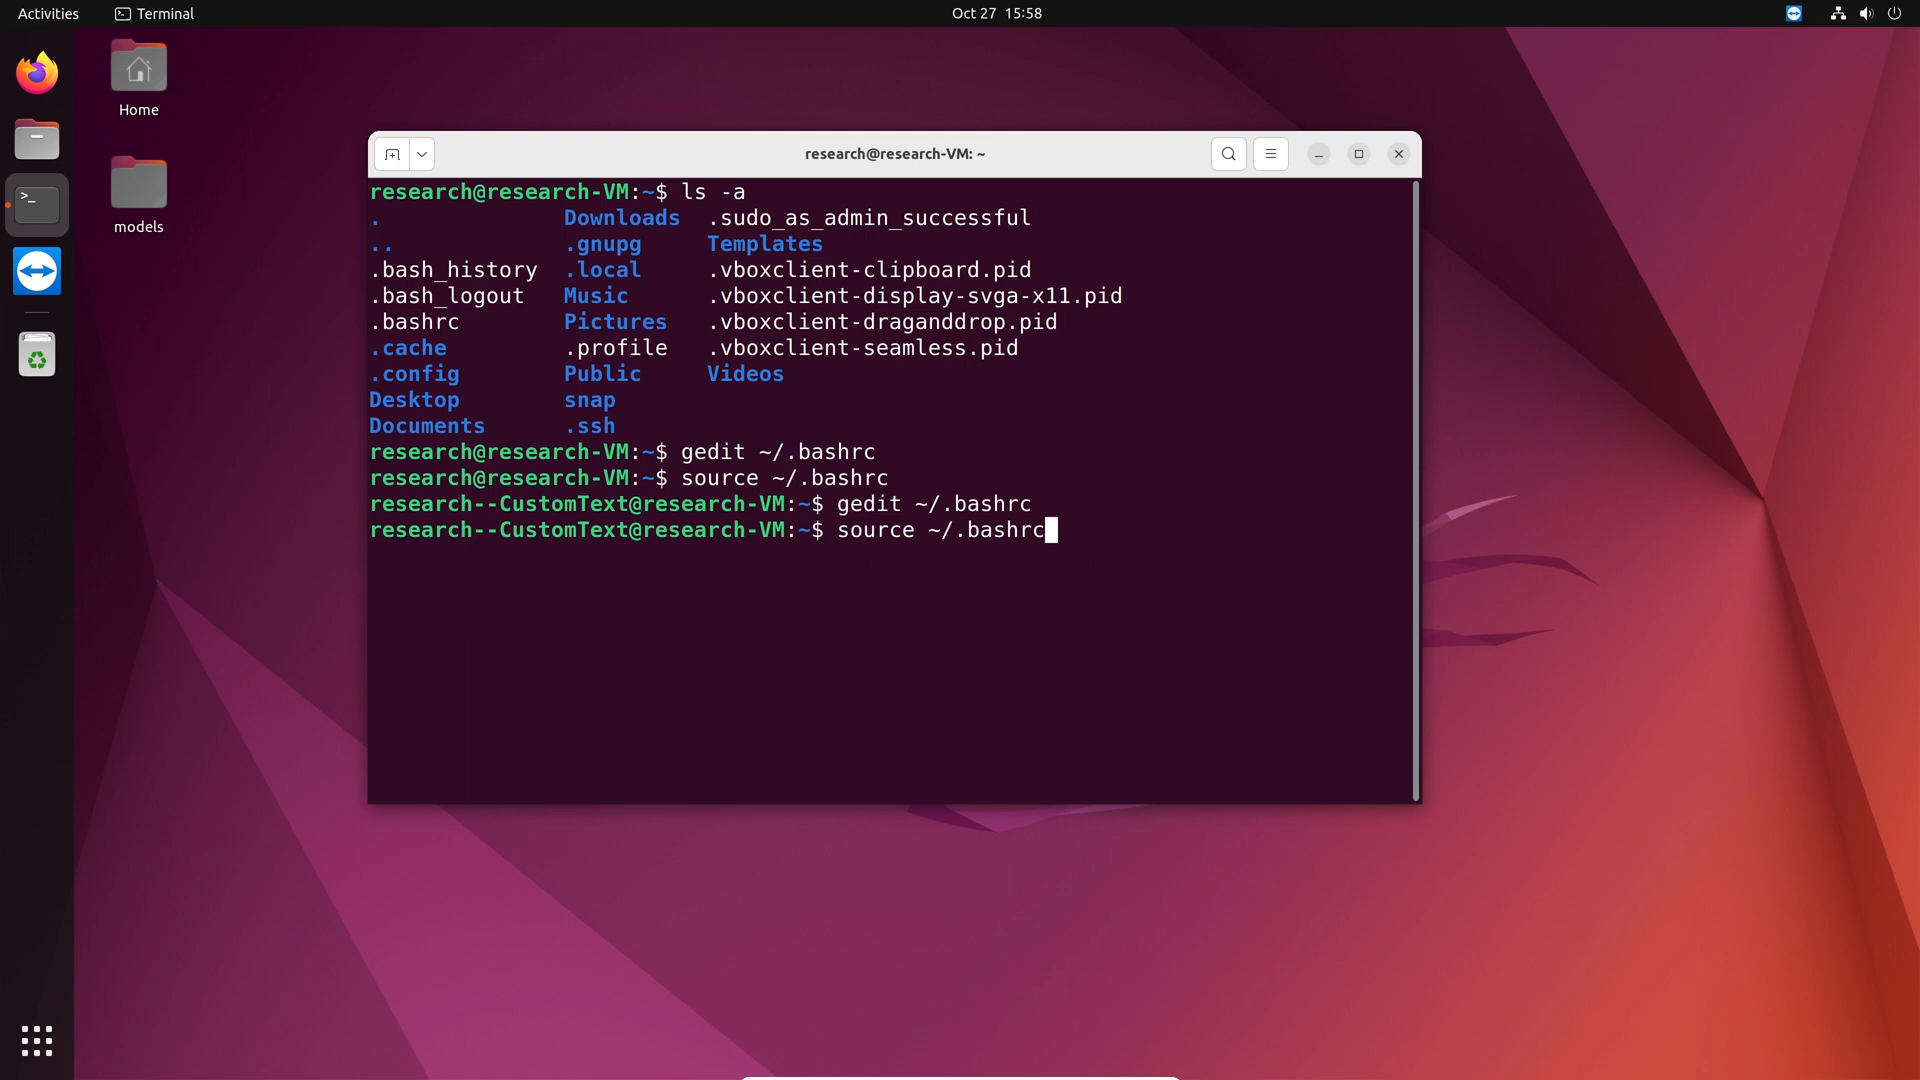 Activities Terminal Oct 27 15:58
Home
models
research@research-VM: ~
research@research-VM:~$ ls -a
. Downloads .sudo_as_admin_successful
.. .gnupg Templates
.bash_history .local .vboxclient-clipboard.pid
.bash_logout Music .vboxclient-display-svga-x11.pid
.bashrc Pictures .vboxclient-draganddrop.pid
.cache .profile .vboxclient-seamless.pid
.config Public Videos
Desktop snap
Documents .ssh
research@research-VM:~$ gedit ~/.bashrc
research@research-VM:~$ source ~/.bashrc
research--CustomText@research-VM:~$ gedit ~/.bashrc
research--CustomText@research-VM:~$ source ~/.bashrc